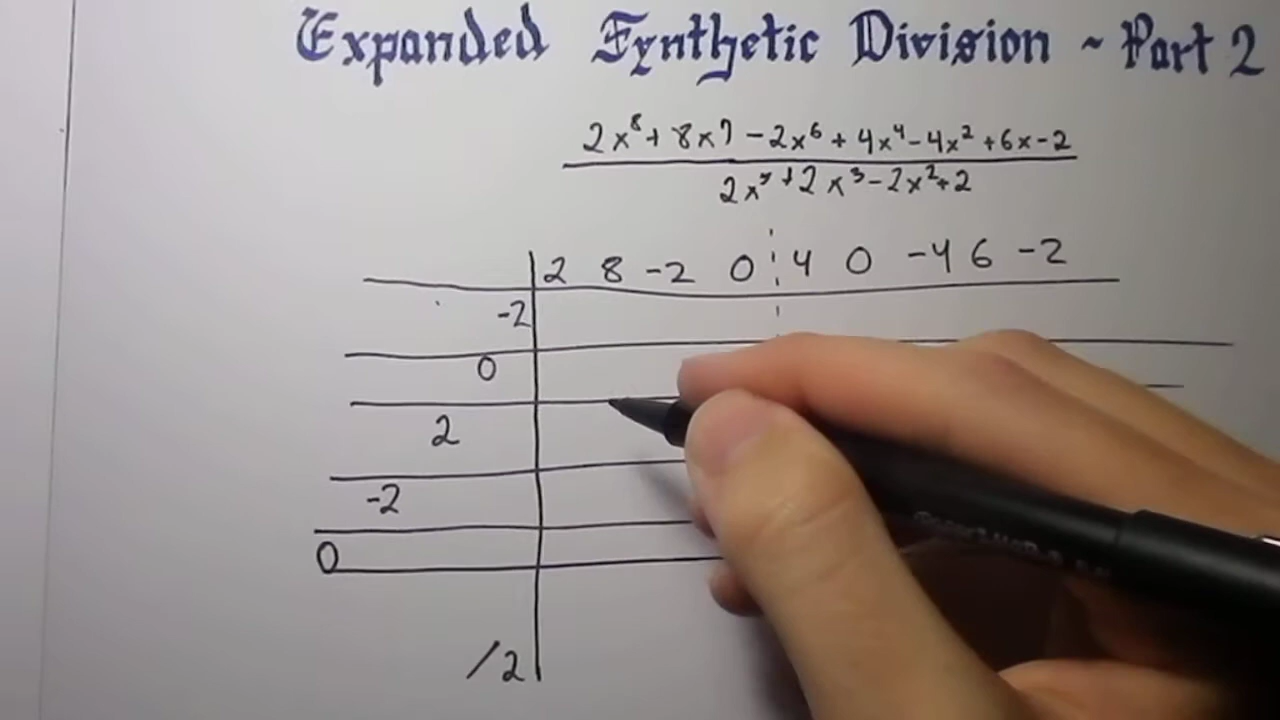 Expanded Synthetic Division ~ Part 2
2x⁸ + 8x⁷ - 2x⁶ + 4x⁴ - 4x² + 6x - 2
2x⁵ + 2x³ - 2x² + 2
2 8 -2 0 4 0 -4 6 -2
-2
0
2
-2
0
/2